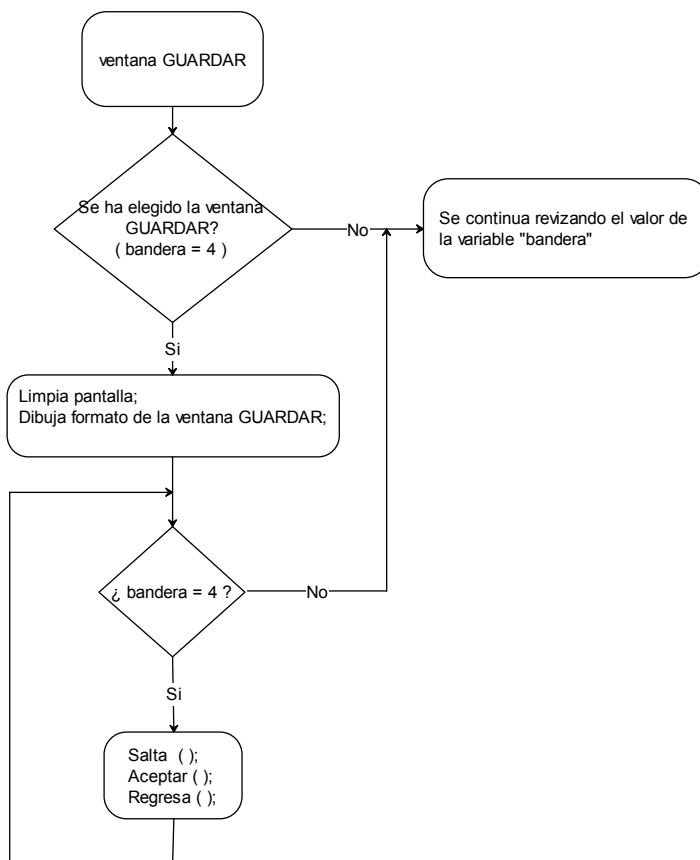 ventana GUARDAR
Se ha elegido la ventana
GUARDAR?
( bandera = 4 )
No
Se continua revizando el valor de
la variable "bandera"
Si
Limpia pantalla;
Dibuja formato de la ventana GUARDAR;
¿ bandera = 4 ?
No
Si
Salta ( );
Aceptar ( );
Regresa ( );